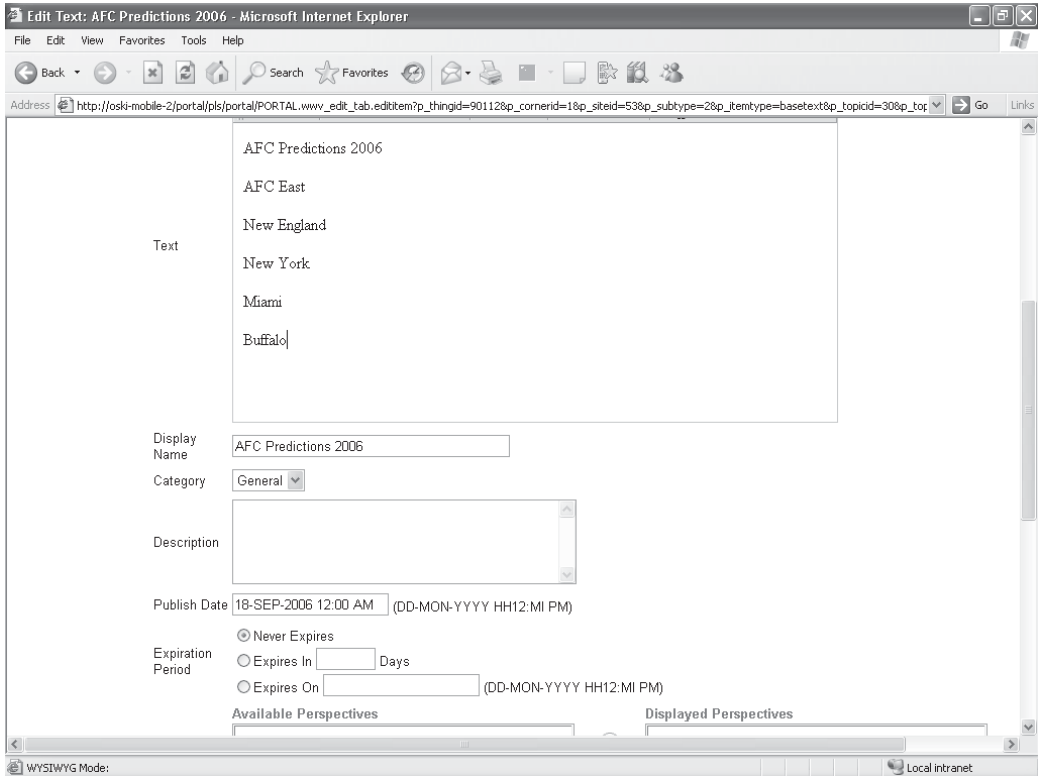 Edit Text: AFC Predictions 2006 - Microsoft Internet Explorer
File Edit View Favorites Tools Help
Back Search Favorites
Address http://oski-mobile-2/portal/pls/portal/PORTAL.wwv_edit_tab.edititem?p_thingid=90112&p_cornerid=1&p_siteid=53&p_subtype=2&p_itemtype=basetext&p_topicid=30&p_top Go Links
AFC Predictions 2006
AFC East
New England
Text
New York
Miami
Buffalo
Display Name AFC Predictions 2006
Category General
Description
Publish Date 18-SEP-2006 12:00 AM (DD-MON-YYYY HH12:MI PM)
Expiration Period
Never Expires
Expires In Days
Expires On (DD-MON-YYYY HH12:MI PM)
Available Perspectives Displayed Perspectives
WYSIWYG Mode: Local intranet